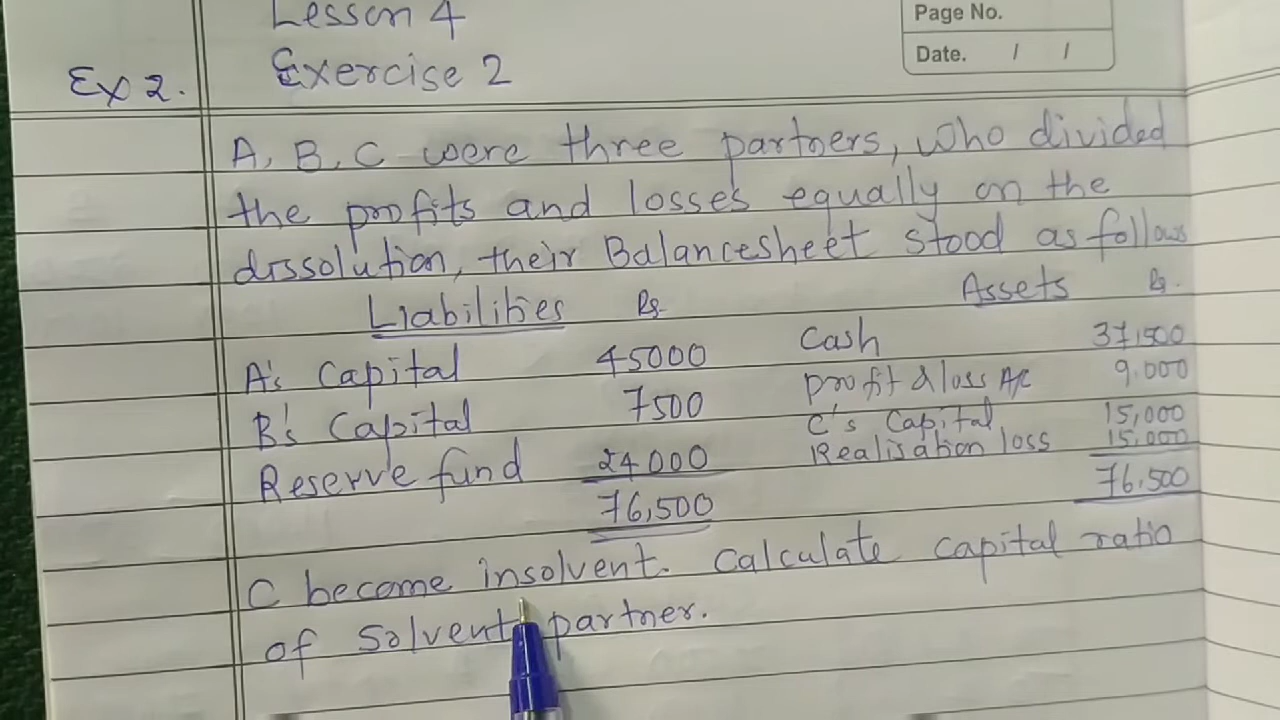 Lesson 4
Page No.
Ex 2. Exercise 2
Date. / /
A, B, C were three partners, who divided
the profits and losses equally on the
dissolution, their Balancesheet stood as follows
Liabilities Rs. Assets Rs.
A's Capital 45000 Cash 37,500
B's Capital 7500 Profit & loss A/c 9.000
C's Capital 15,000
Reserve fund 24000 Realisation loss 15,000
76,500 76.500
C become insolvent. Calculate capital ratio
of Solvent partner.